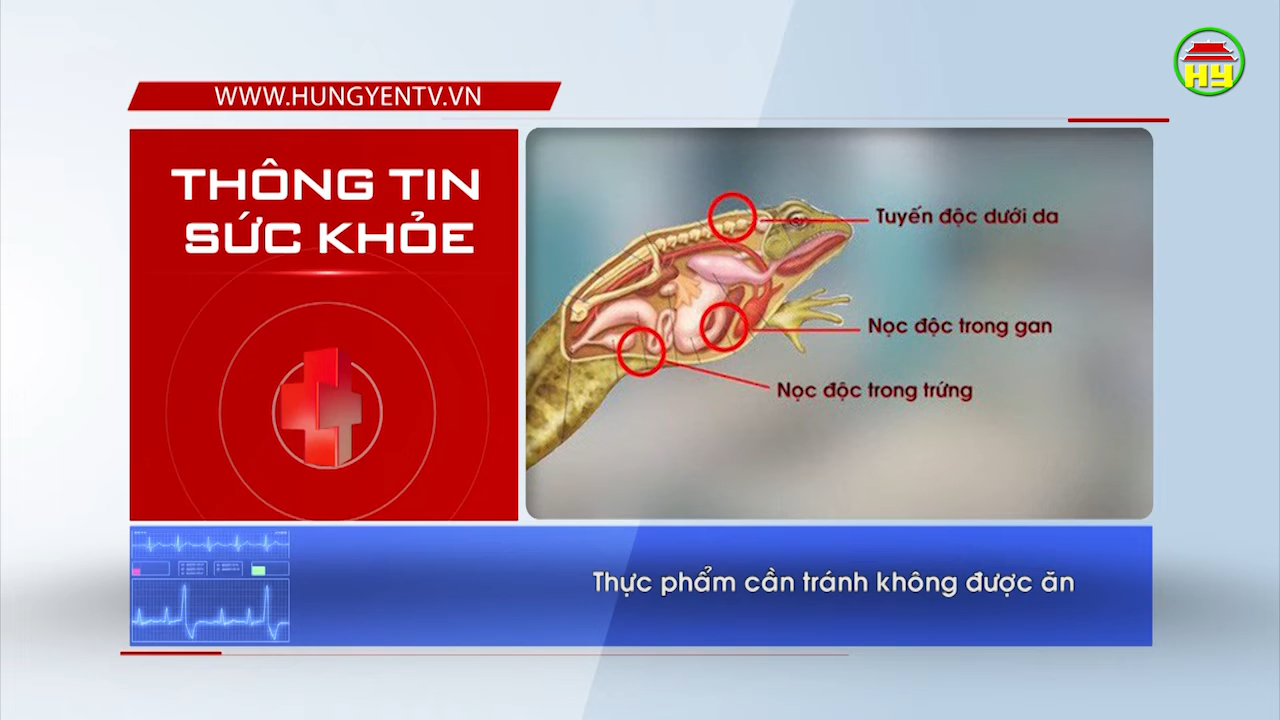 HY
WWW.HUNGYENTV.VN
THÔNG TIN
SỨC KHỎE
Tuyến độc dưới da
Nọc độc trong gan
Nọc độc trong trứng
Thực phẩm cần tránh không được ăn